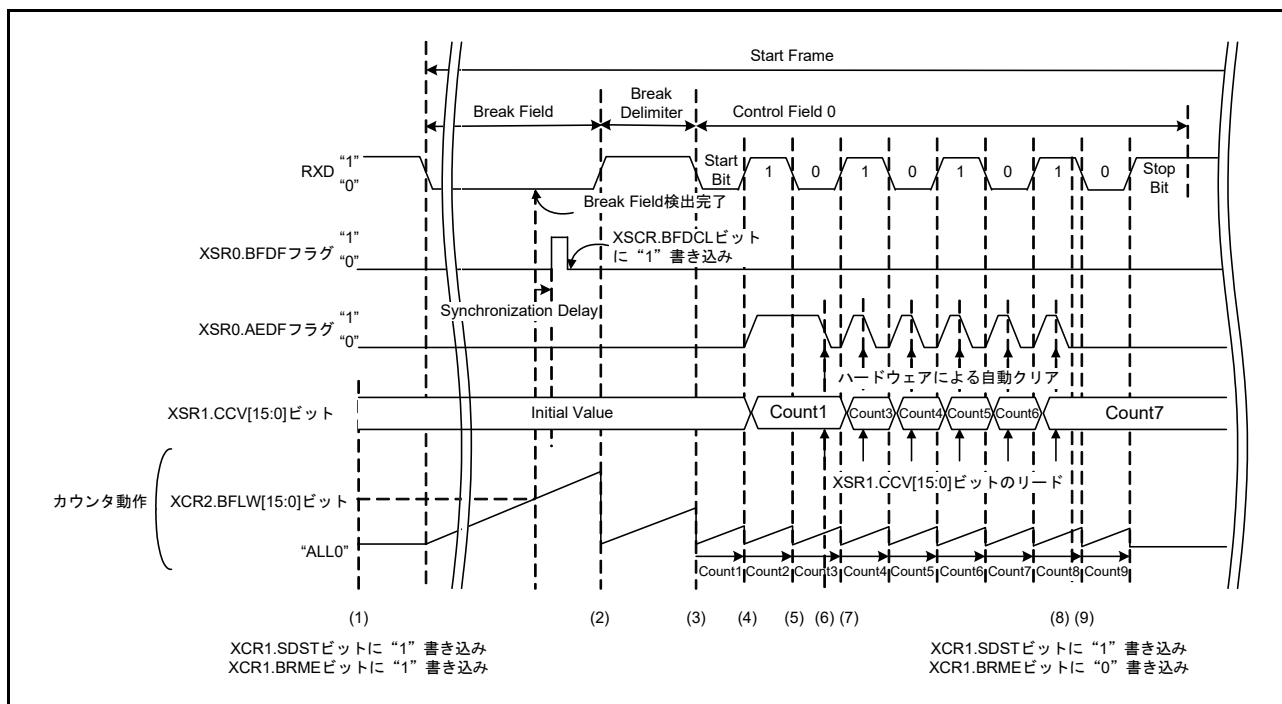 Start Frame
Break Field
Break
Delimiter
Control Field 0
RXD
“1”
“0”
Start
Bit
1
0
1
0
1
0
1
0
Stop
Bit
Break Field検出完了
XSR0.BFDFフラグ
“1”
“0”
XSCR.BFDCLビット
に“1”書き込み
Synchronization Delay
XSR0.AEDFフラグ
“1”
“0”
ハードウェアによる自動クリア
XSR1.CCV[15:0]ビット
Initial Value
Count1
Count3
Count4
Count5
Count6
Count7
XSR1.CCV[15:0]ビットのリード
カウンタ動作
XCR2.BFLW[15:0]ビット
“ALL0”
Count1
Count2
Count3
Count4
Count5
Count6
Count7
Count8
Count9
(1)
(2)
(3)
(4)
(5)
(6)
(7)
(8)
(9)
XCR1.SDSTビットに“1”書き込み
XCR1.BRMEビットに“1”書き込み
XCR1.SDSTビットに“1”書き込み
XCR1.BRMEビットに“0”書き込み